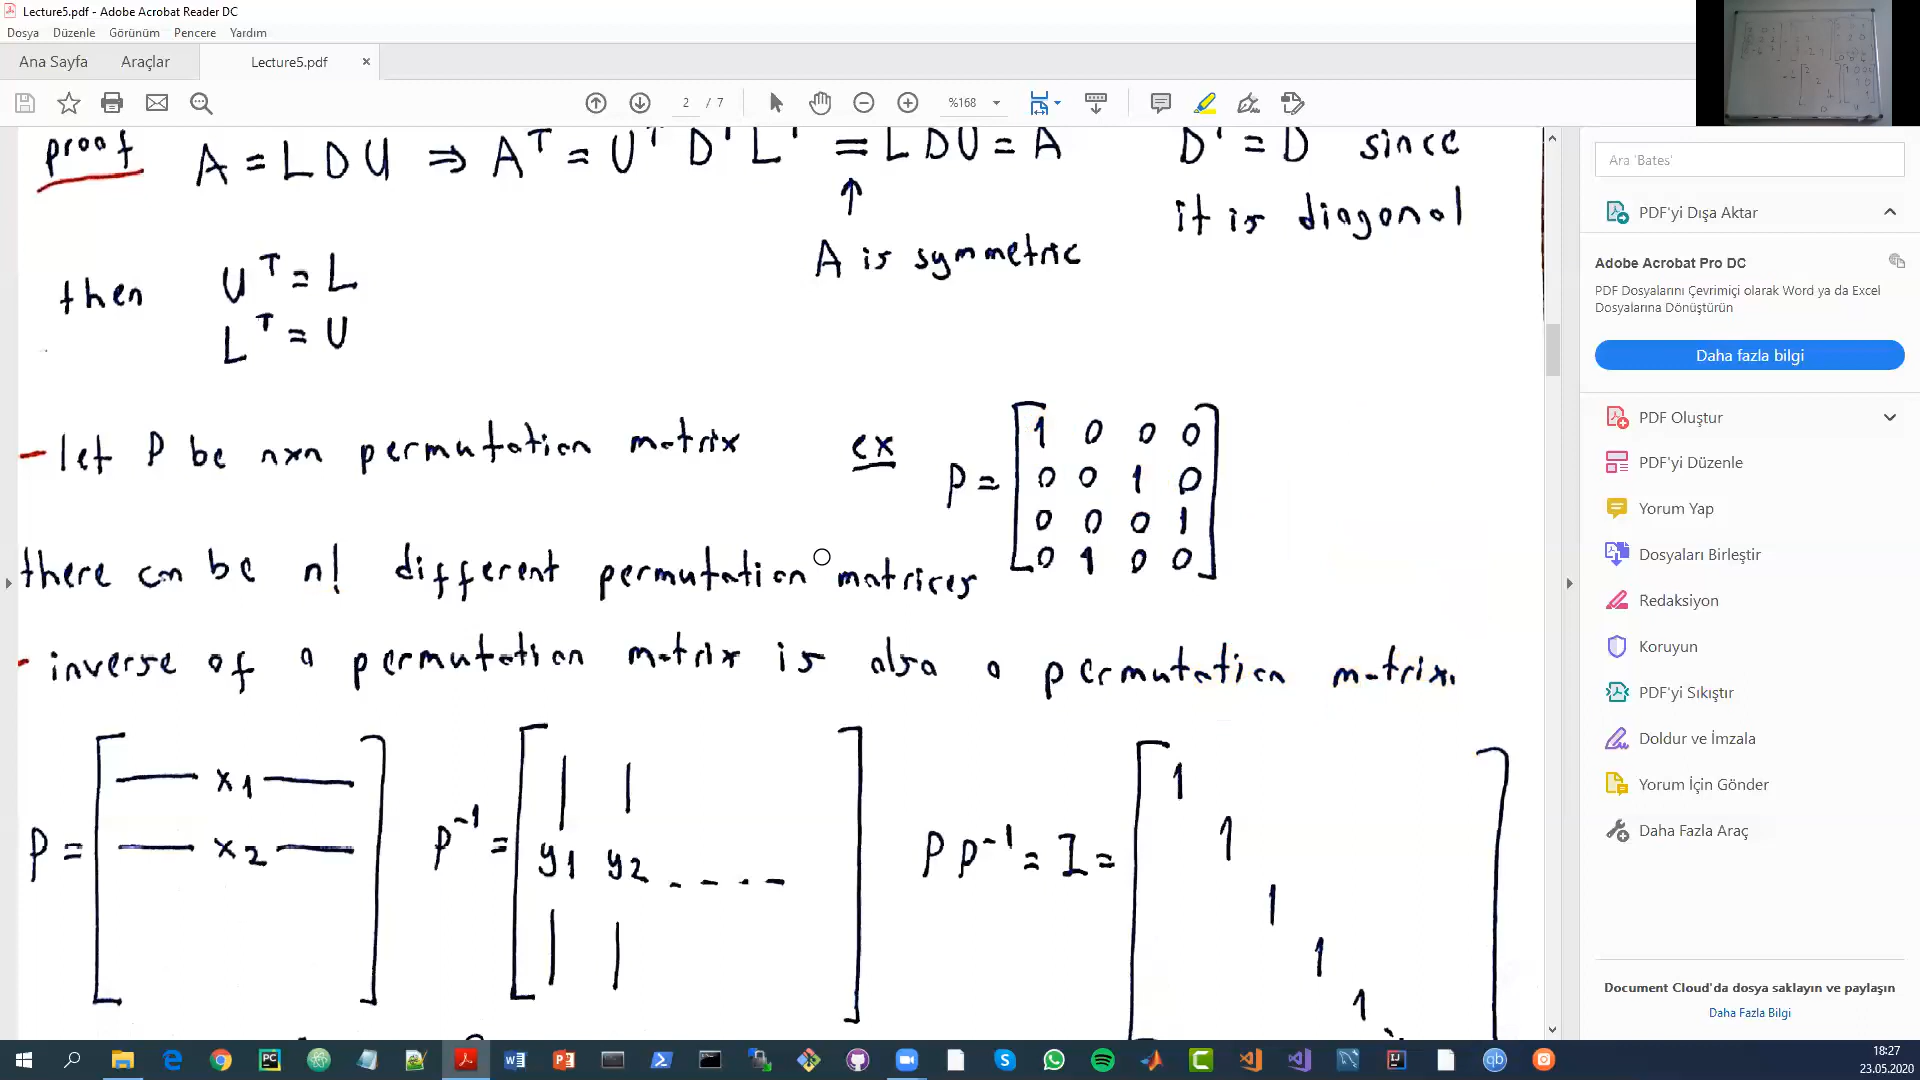 Lecture5.pdf - Adobe Acrobat Reader DC
Dosya Düzenle Görünüm Pencere Yardım
Ana Sayfa Araçlar Lecture5.pdf ×
2 / 7 %168
proof A = L D U ⇒ Aᵀ = Uᵀ Dᵀ Lᵀ = L D U = A Dᵀ = D since
↑ it is diagonal
A is symmetric
then Uᵀ = L
Lᵀ = U
- let P be nxn permutation matrix ex P = [
1 0 0 0
0 0 1 0
0 0 0 1
0 1 0 0 ]
there can be n! different permutation matrices
- inverse of a permutation matrix is also a permutation matrix.
P = [ — x1 —
— x2 — ]
P⁻¹ = [ y1 y2 - - - - ]
P P⁻¹ = I = [ 1
1
1
1
1 ]
Ara 'Bates'
PDF'yi Dışa Aktar
Adobe Acrobat Pro DC
PDF Dosyalarını Çevrimiçi olarak Word ya da Excel
Dosyalarına Dönüştürün
Daha fazla bilgi
PDF Oluştur
PDF'yi Düzenle
Yorum Yap
Dosyaları Birleştir
Redaksiyon
Koruyun
PDF'yi Sıkıştır
Doldur ve İmzala
Yorum İçin Gönder
Daha Fazla Araç
Document Cloud'da dosya saklayın ve paylaşın
Daha Fazla Bilgi
18:27
23.05.2020